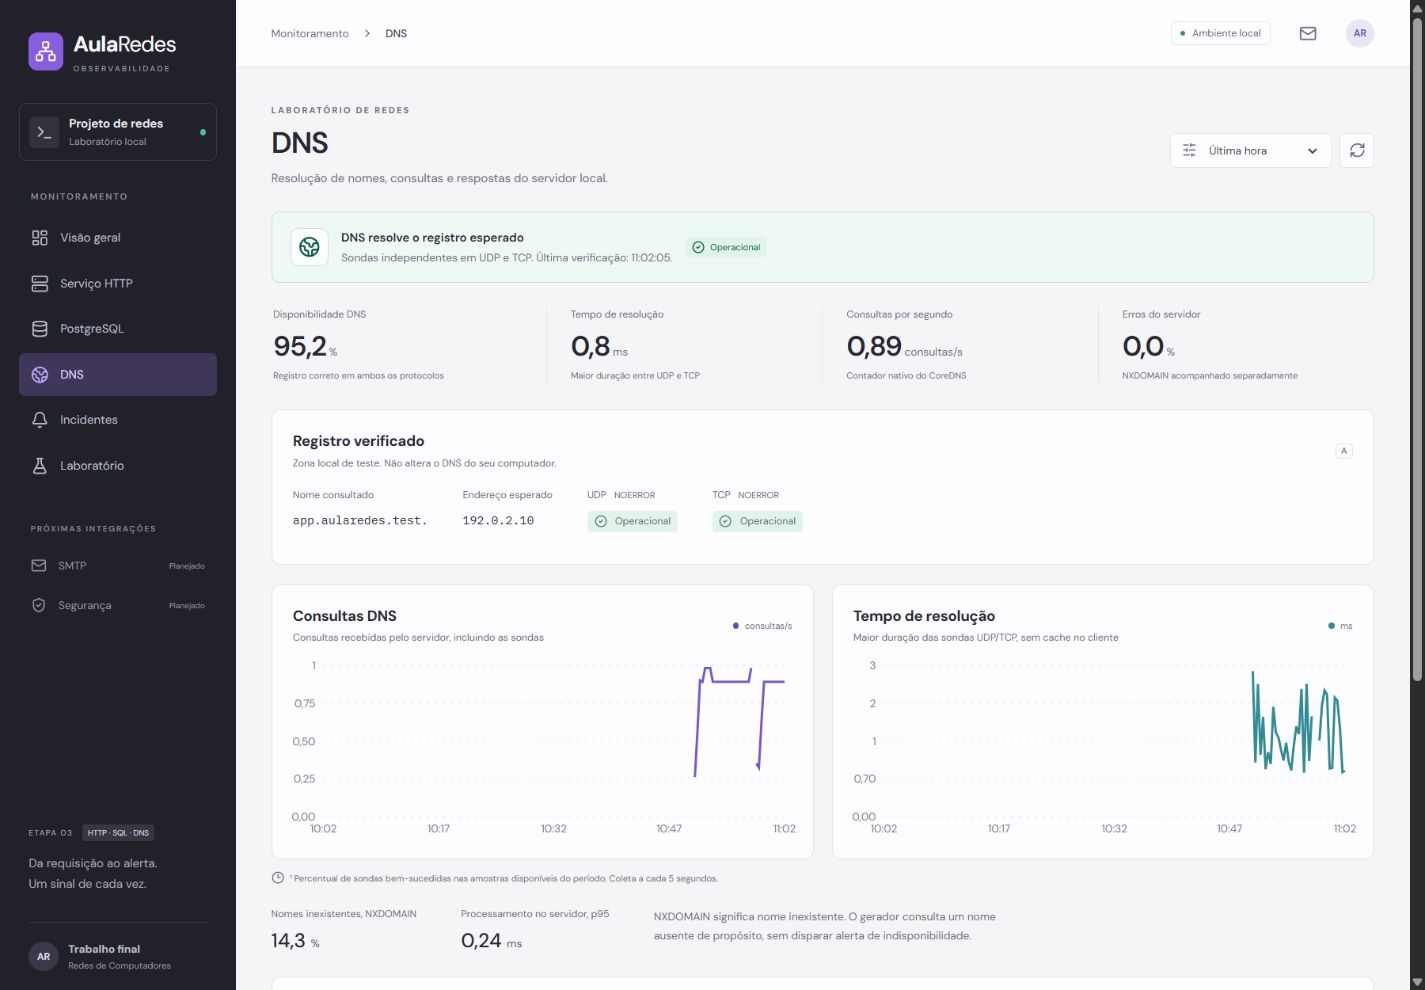 AulaRedes
OBSERVABILIDADE
Projeto de redes
Laboratório local
MONITORAMENTO
Visão geral
Serviço HTTP
PostgreSQL
DNS
Incidentes
Laboratório
PRÓXIMAS INTEGRAÇÕES
SMTP Planejado
Segurança Planejado
ETAPA 03 HTTP · SQL · DNS
Da requisição ao alerta.
Um sinal de cada vez.
AR
Trabalho final
Redes de Computadores
Monitoramento > DNS
Ambiente local
AR
LABORATÓRIO DE REDES
DNS
Resolução de nomes, consultas e respostas do servidor local.
Última hora
DNS resolve o registro esperado
Sondas independentes em UDP e TCP. Última verificação: 11:02:05.
Operacional
Disponibilidade DNS
95,2 %
Registro correto em ambos os protocolos
Tempo de resolução
0,8 ms
Maior duração entre UDP e TCP
Consultas por segundo
0,89 consultas/s
Contador nativo do CoreDNS
Erros do servidor
0,0 %
NXDOMAIN acompanhado separadamente
Registro verificado
Zona local de teste. Não altera o DNS do seu computador.
A
Nome consultado
app.aularedes.test.
Endereço esperado
192.0.2.10
UDP NOERROR
Operacional
TCP NOERROR
Operacional
Consultas DNS
Consultas recebidas pelo servidor, incluindo as sondas
consultas/s
1
0,75
0,50
0,25
0,00
10:02 10:17 10:32 10:47 11:02
Tempo de resolução
Maior duração das sondas UDP/TCP, sem cache no cliente
ms
3
2
1
0,70
0,00
10:02 10:17 10:32 10:47 11:02
¹ Percentual de sondas bem-sucedidas nas amostras disponíveis do período. Coleta a cada 5 segundos.
Nomes inexistentes, NXDOMAIN
14,3 %
Processamento no servidor, p95
0,24 ms
NXDOMAIN significa nome inexistente. O gerador consulta um nome
ausente de propósito, sem disparar alerta de indisponibilidade.